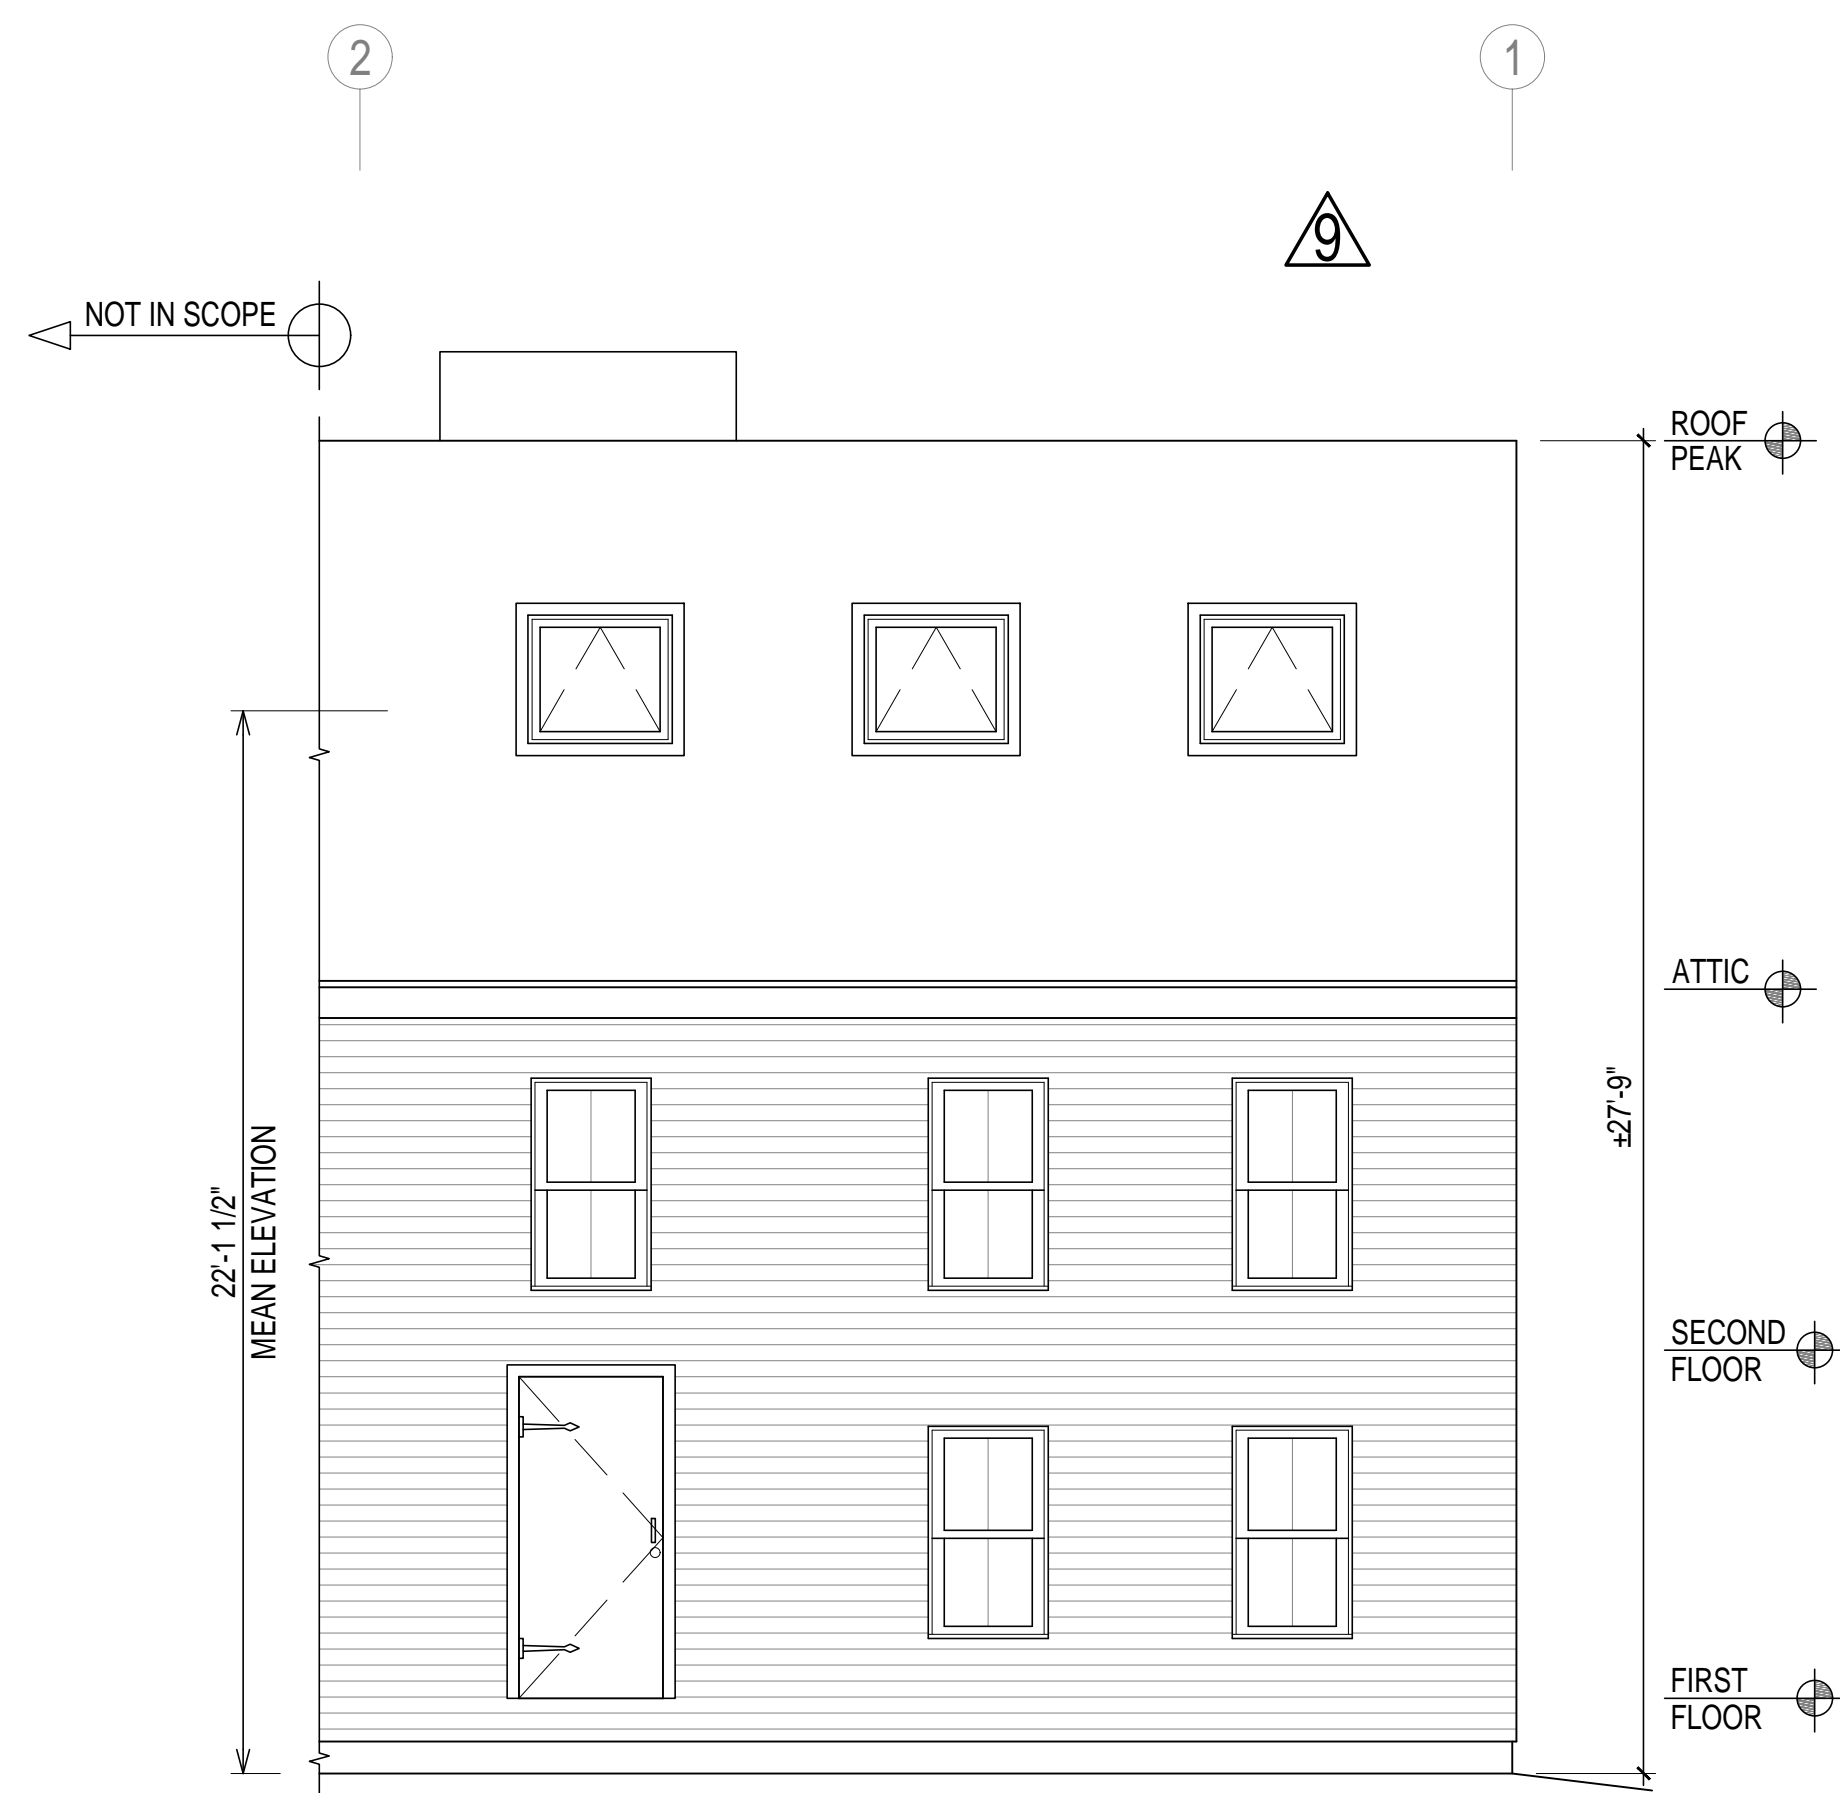 2
1
9
NOT IN SCOPE
ROOF
PEAK
ATTIC
±27'-9"
22'-1 1/2"
MEAN ELEVATION
SECOND
FLOOR
FIRST
FLOOR